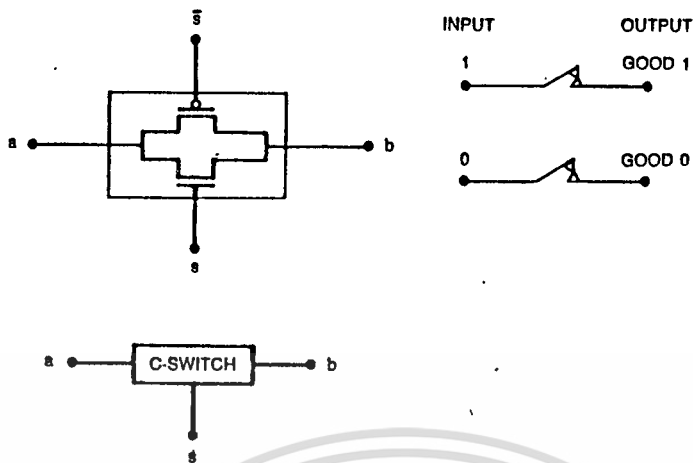 s̅
INPUT OUTPUT
1 GOOD 1
a b
0 GOOD 0
s
a C-SWITCH b
s